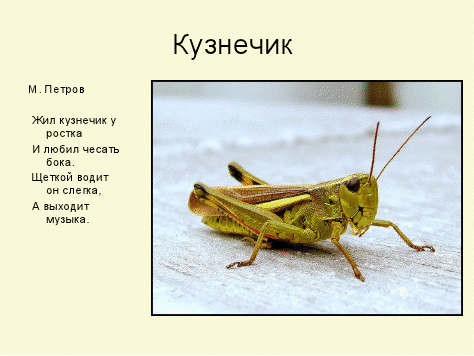 Кузнечик
М. Петров
Жил кузнечик у
ростка
И любил чесать
бока.
Щеткой водит
он слегка,
А выходит
музыка.